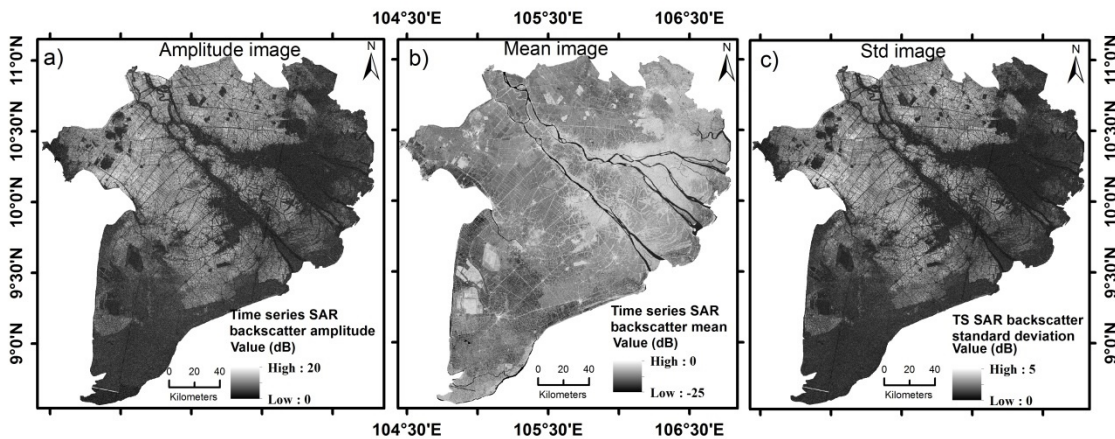 104°30'E 105°30'E 106°30'E
11°0'N
10°30'N
10°0'N
9°30'N
9°0'N
a)
Amplitude image
N
Time series SAR
backscatter amplitude
Value (dB)
High : 20
Low : 0
0 20 40
Kilometers
b)
Mean image
N
Time series SAR
backscatter mean
Value (dB)
High : 0
Low : -25
0 20 40
Kilometers
c)
Std image
N
TS SAR backscatter
standard deviation
Value (dB)
High : 5
Low : 0
0 20 40
Kilometers
11°0'N
10°30'N
10°0'N
9°30'N
9°0'N
104°30'E 105°30'E 106°30'E